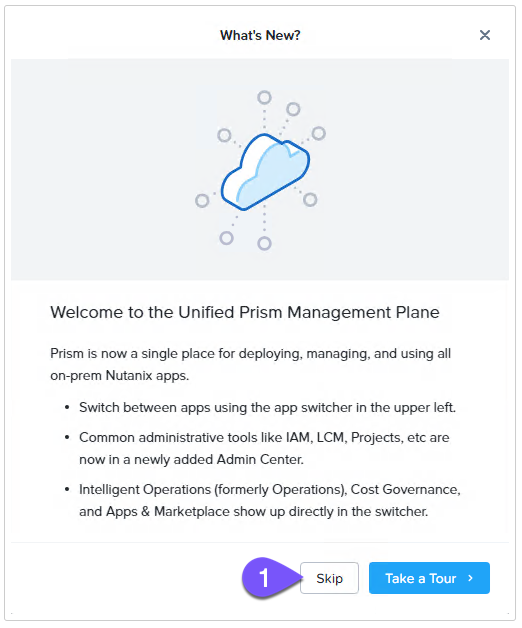 What's New?
Welcome to the Unified Prism Management Plane
Prism is now a single place for deploying, managing, and using all
on-prem Nutanix apps.
• Switch between apps using the app switcher in the upper left.
• Common administrative tools like IAM, LCM, Projects, etc are
now in a newly added Admin Center.
• Intelligent Operations (formerly Operations), Cost Governance,
and Apps & Marketplace show up directly in the switcher.
1 Skip Take a Tour